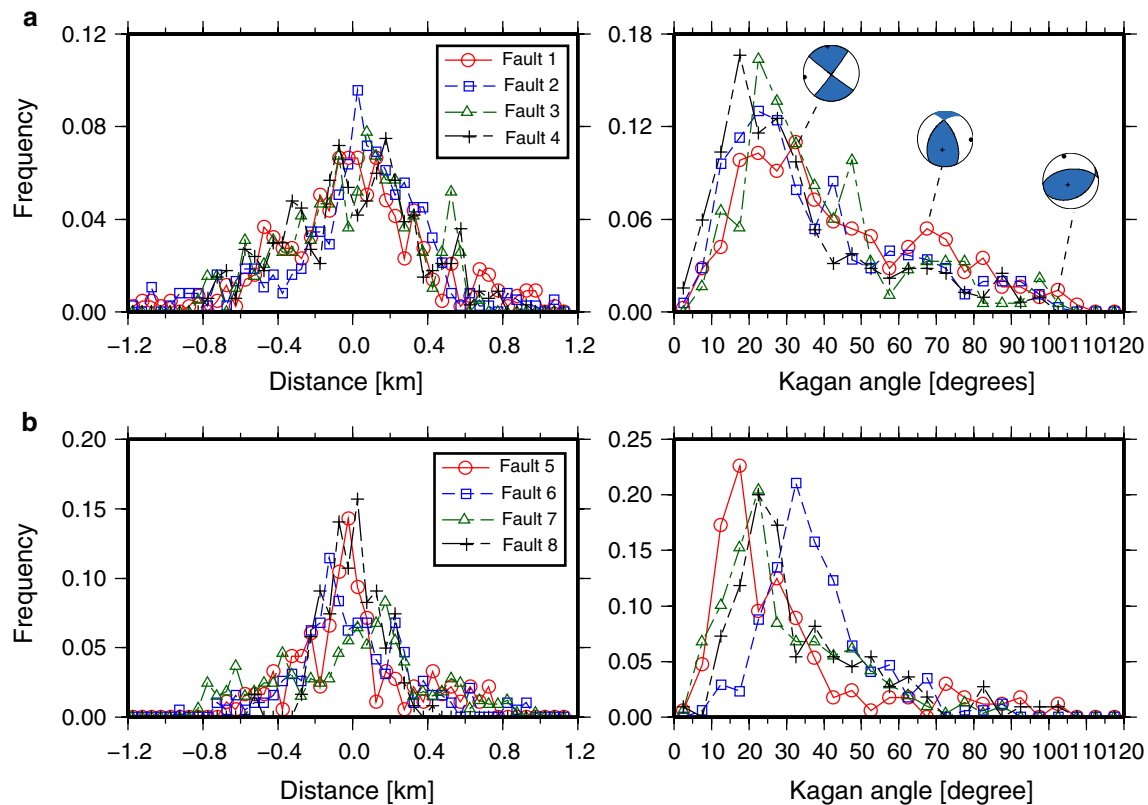 a
0.12
0.08
0.04
0.00
Frequency
−1.2 −0.8 −0.4 0.0 0.4 0.8 1.2
Distance [km]
Fault 1
Fault 2
Fault 3
Fault 4
0.18
0.12
0.06
0.00
0 10 20 30 40 50 60 70 80 90 100 110 120
Kagan angle [degrees]
b
0.20
0.15
0.10
0.05
0.00
Frequency
−1.2 −0.8 −0.4 0.0 0.4 0.8 1.2
Distance [km]
Fault 5
Fault 6
Fault 7
Fault 8
0.25
0.20
0.15
0.10
0.05
0.00
0 10 20 30 40 50 60 70 80 90 100 110 120
Kagan angle [degree]